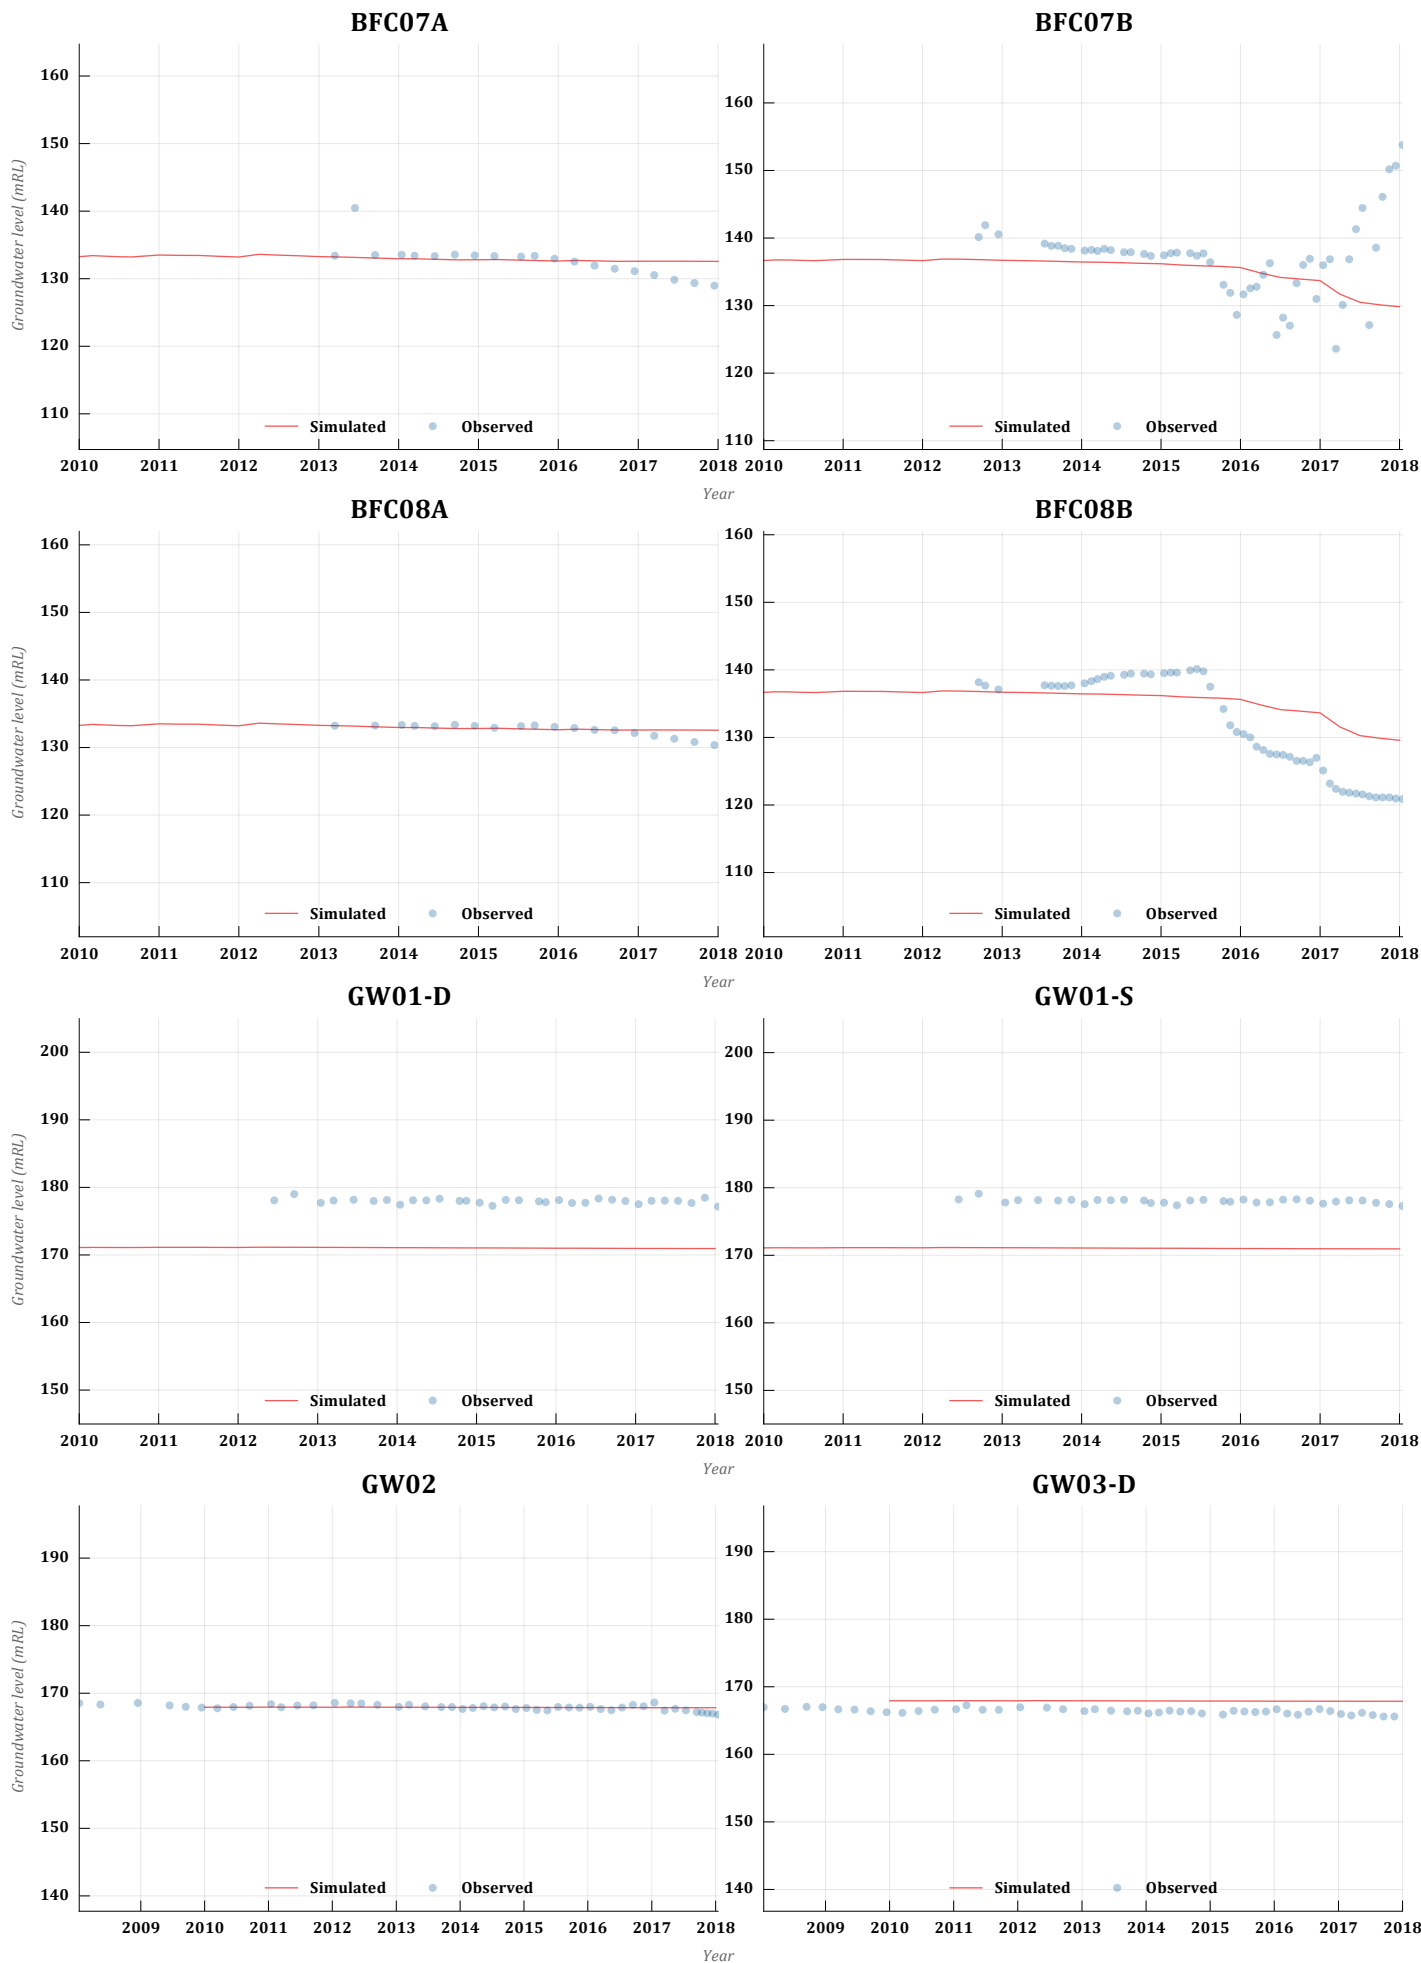 BFC07A BFC07B
Groundwater level (mRL)
160
150
140
130
120
110
160
150
140
130
120
110
Simulated Observed Simulated Observed
2010 2011 2012 2013 2014 2015 2016 2017 2018 2010 2011 2012 2013 2014 2015 2016 2017 2018
Year
BFC08A BFC08B
Groundwater level (mRL)
160
150
140
130
120
110
160
150
140
130
120
110
Simulated Observed Simulated Observed
2010 2011 2012 2013 2014 2015 2016 2017 2018 2010 2011 2012 2013 2014 2015 2016 2017 2018
Year
GW01-D GW01-S
Groundwater level (mRL)
200
190
180
170
160
150
200
190
180
170
160
150
Simulated Observed Simulated Observed
2010 2011 2012 2013 2014 2015 2016 2017 2018 2010 2011 2012 2013 2014 2015 2016 2017 2018
Year
GW02 GW03-D
Groundwater level (mRL)
190
180
170
160
150
140
190
180
170
160
150
140
Simulated Observed Simulated Observed
2009 2010 2011 2012 2013 2014 2015 2016 2017 2018 2009 2010 2011 2012 2013 2014 2015 2016 2017 2018
Year